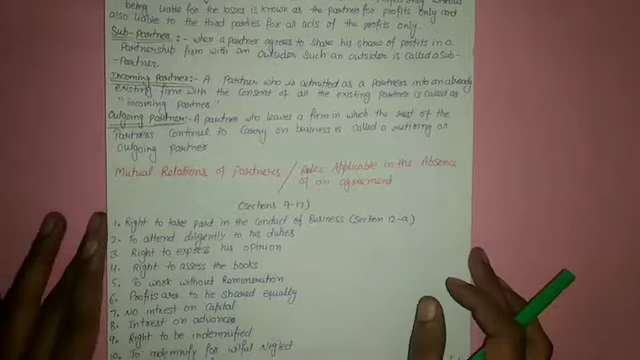 being liable for the losses is known as the partner for profits only and
also liable to the third parties for all acts of the profits only.
Sub-Partner :- when a partner agrees to share his share of profits in a
Partnership firm with an outsider. Such an outsider is called a Sub-
Partner.
Incoming partner:- A Partner who is admitted as a partners into an already
existing firm with the consent of all the existing partner is called as
"incoming partner."
Outgoing partner:- A partner who leaves a firm in which the rest of the
Partners continue to carry on business is called a retiring or
outgoing partner
Mutual Relations of Partners / Rules Applicable in the Absence
of an agreement
(Sections 9-17)
1. Right to take part in the conduct of Business (Section 12-a)
2. To attend diligently to his duties
3. Right to express his opinion
4. Right to assess the books
5. To work without Remuneration
6. Profits are to be shared equally
7. NO interest on Capital
8. Intrest on advances
9. Right to be indemnified
10. To indemnify for wilful Neglect